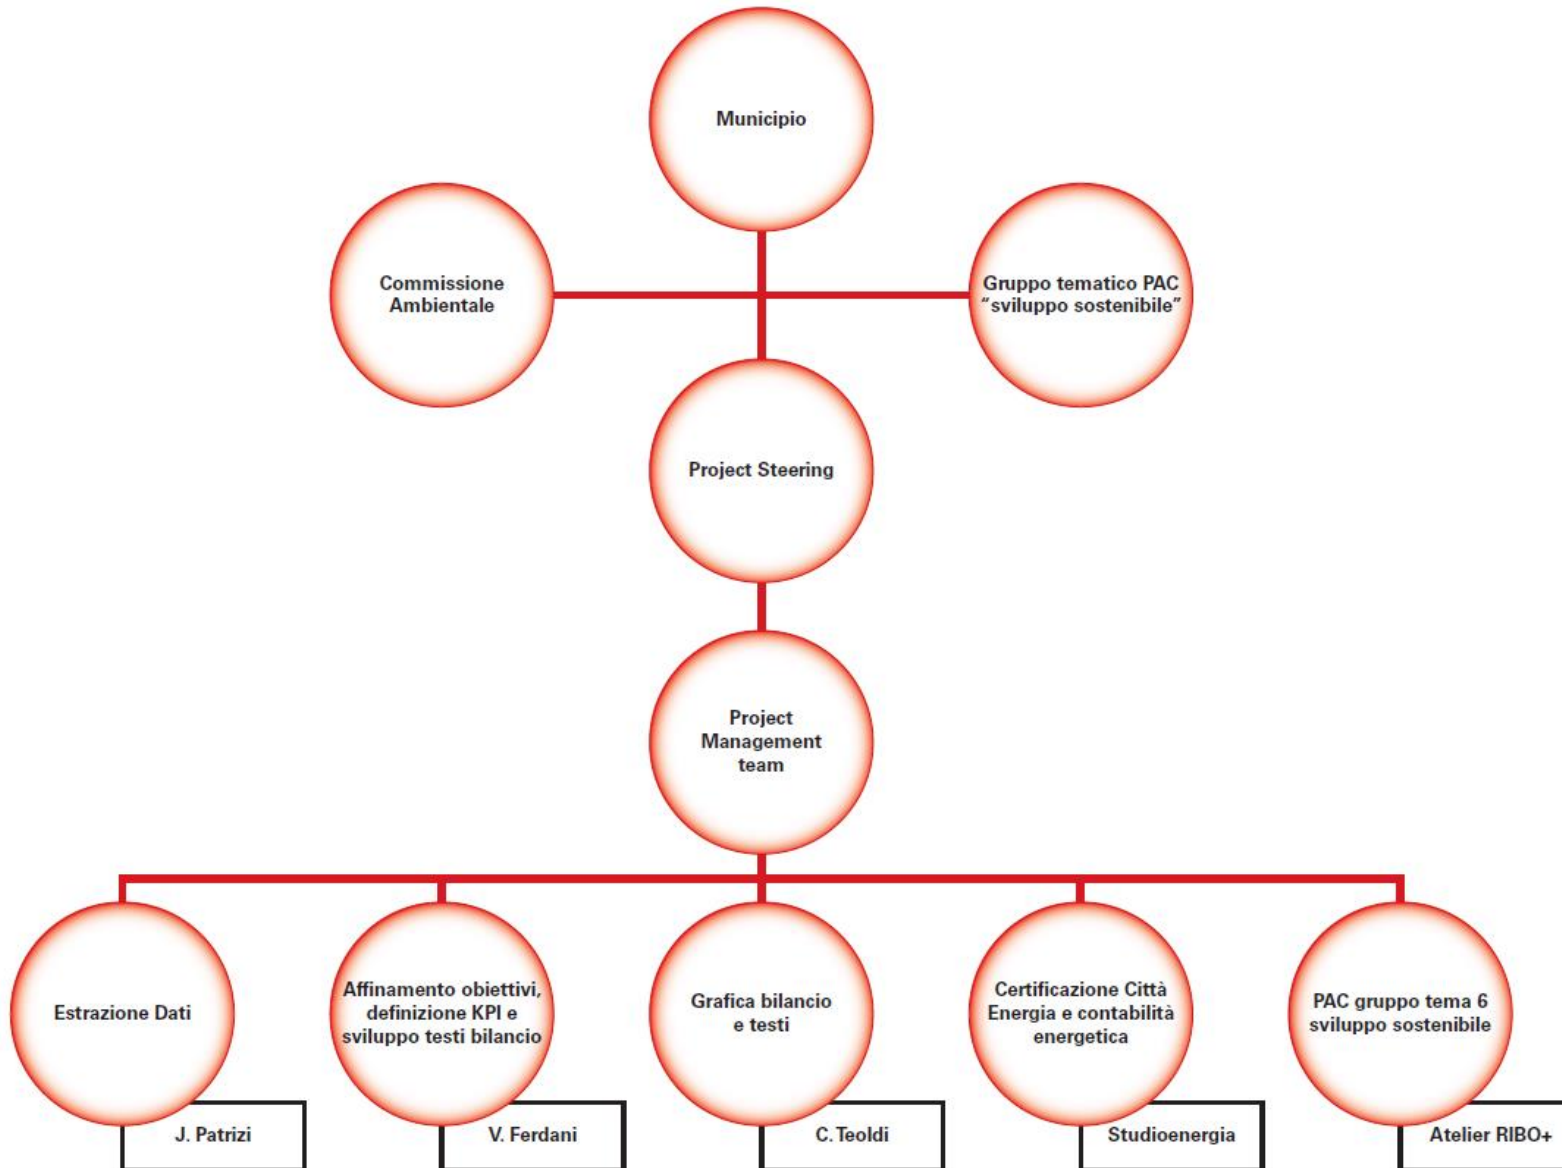 Municipio
Commissione
Ambientale
Gruppo tematico PAC
“sviluppo sostenibile”
Project Steering
Project
Management
team
Estrazione Dati
Affinamento obiettivi,
definizione KPI e
sviluppo testi bilancio
Grafica bilancio
e testi
Certificazione Città
Energia e contabilità
energetica
PAC gruppo tema 6
sviluppo sostenibile
J. Patrizi
V. Ferdani
C. Teoldi
Studioenergia
Atelier RIBO+